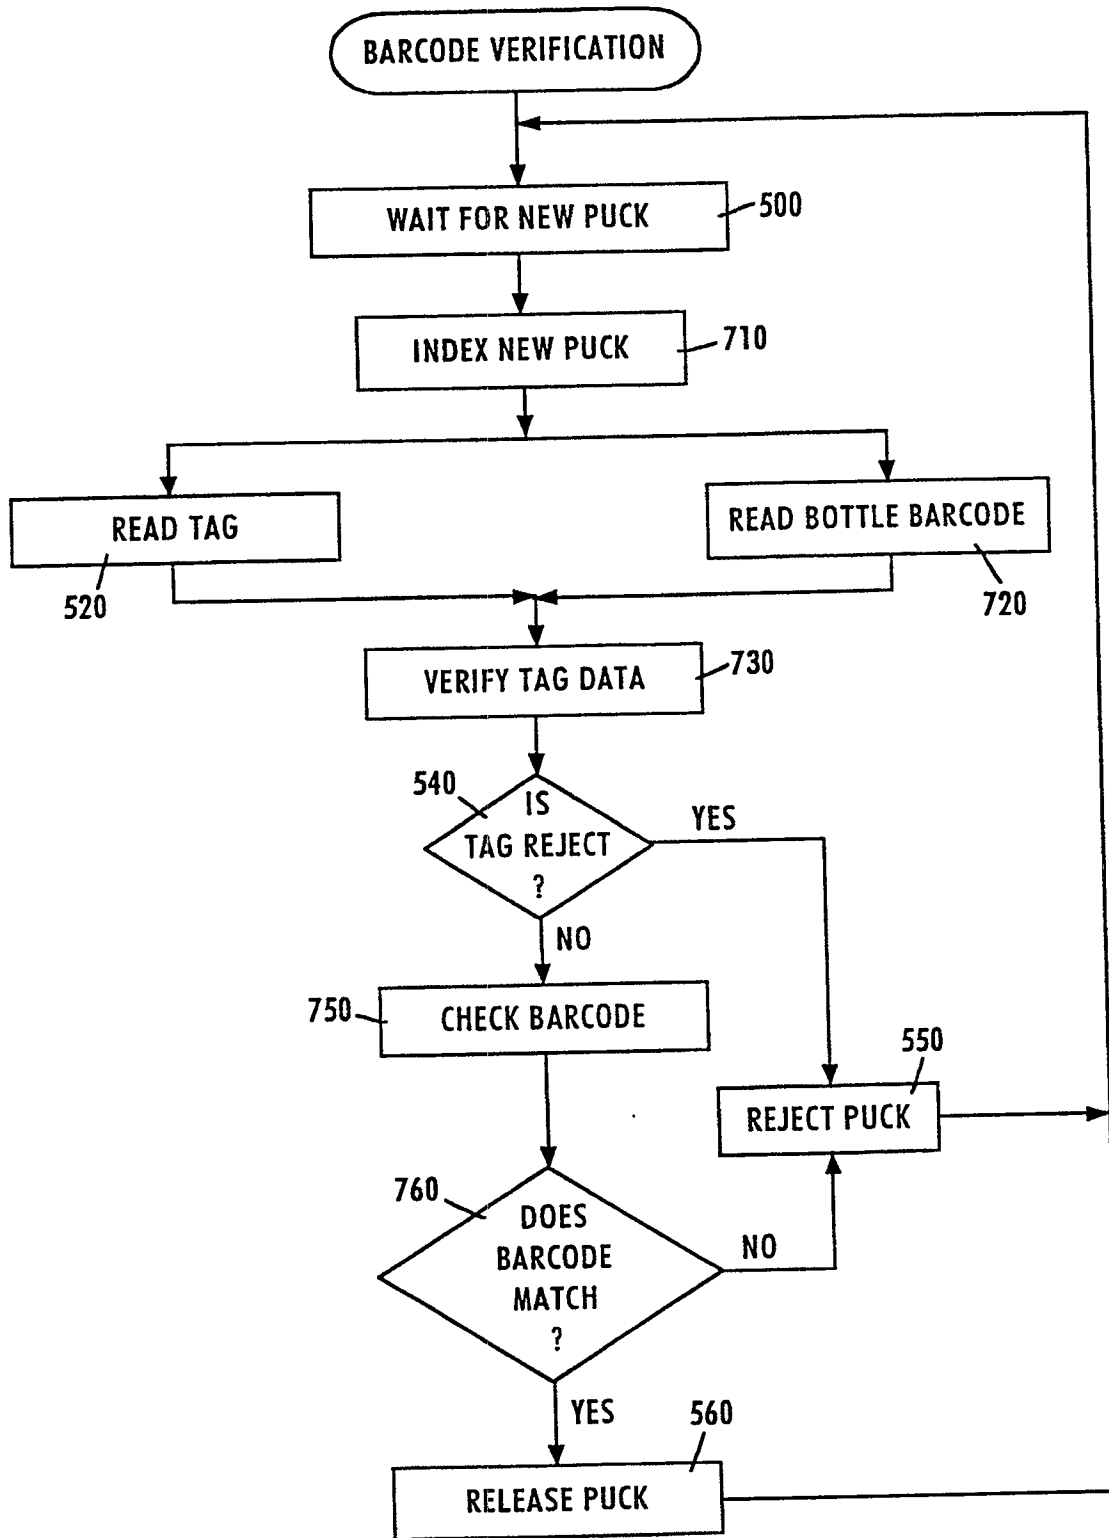 BARCODE VERIFICATION
WAIT FOR NEW PUCK
500
INDEX NEW PUCK
710
READ TAG
520
READ BOTTLE BARCODE
720
VERIFY TAG DATA
730
540
IS
TAG REJECT
?
YES
NO
750
CHECK BARCODE
550
REJECT PUCK
760
DOES
BARCODE
MATCH
?
NO
YES
560
RELEASE PUCK